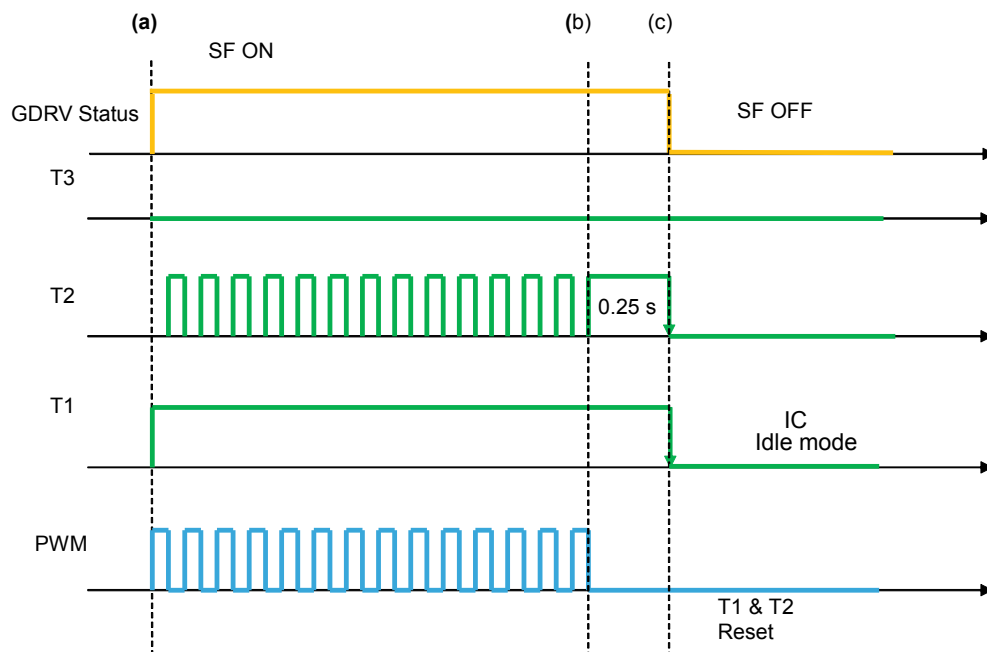 (a)
(b)
(c)
SF ON
GDRV Status
SF OFF
T3
T2
0.25 s
T1
IC
Idle mode
PWM
T1 & T2
Reset